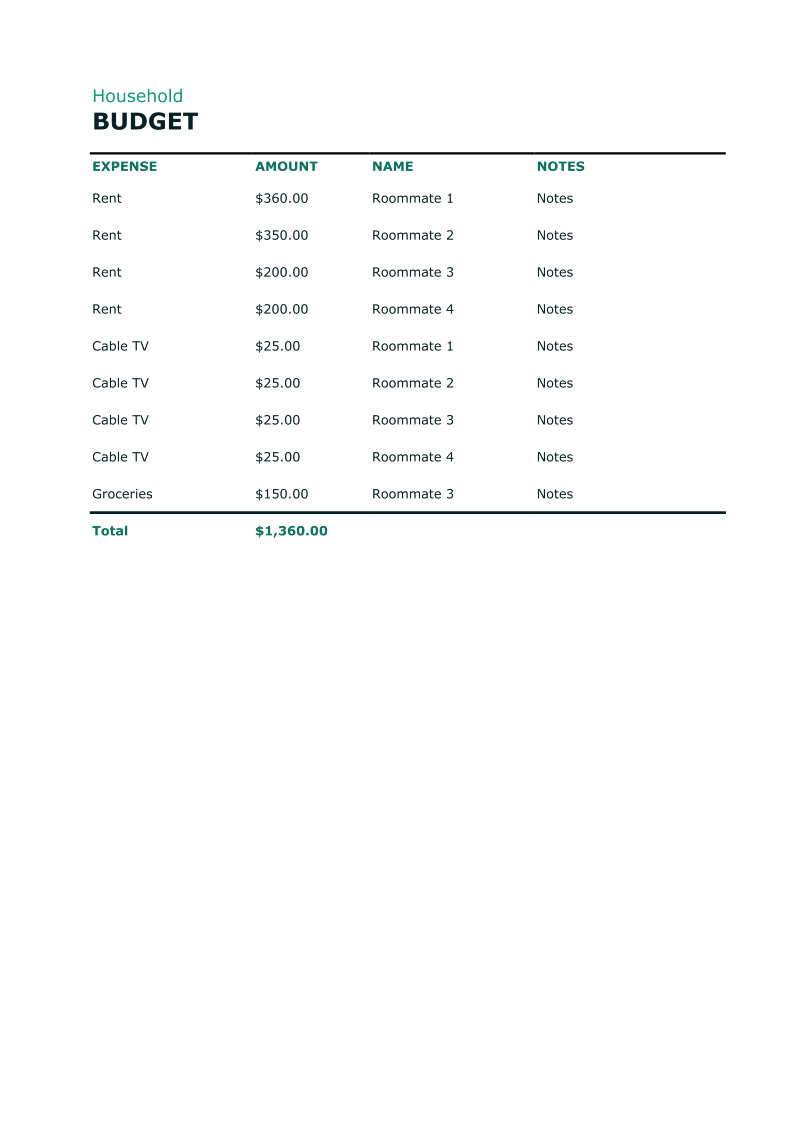 Household
BUDGET
EXPENSE AMOUNT NAME NOTES
Rent $360.00 Roommate 1 Notes
Rent $350.00 Roommate 2 Notes
Rent $200.00 Roommate 3 Notes
Rent $200.00 Roommate 4 Notes
Cable TV $25.00 Roommate 1 Notes
Cable TV $25.00 Roommate 2 Notes
Cable TV $25.00 Roommate 3 Notes
Cable TV $25.00 Roommate 4 Notes
Groceries $150.00 Roommate 3 Notes
Total $1,360.00